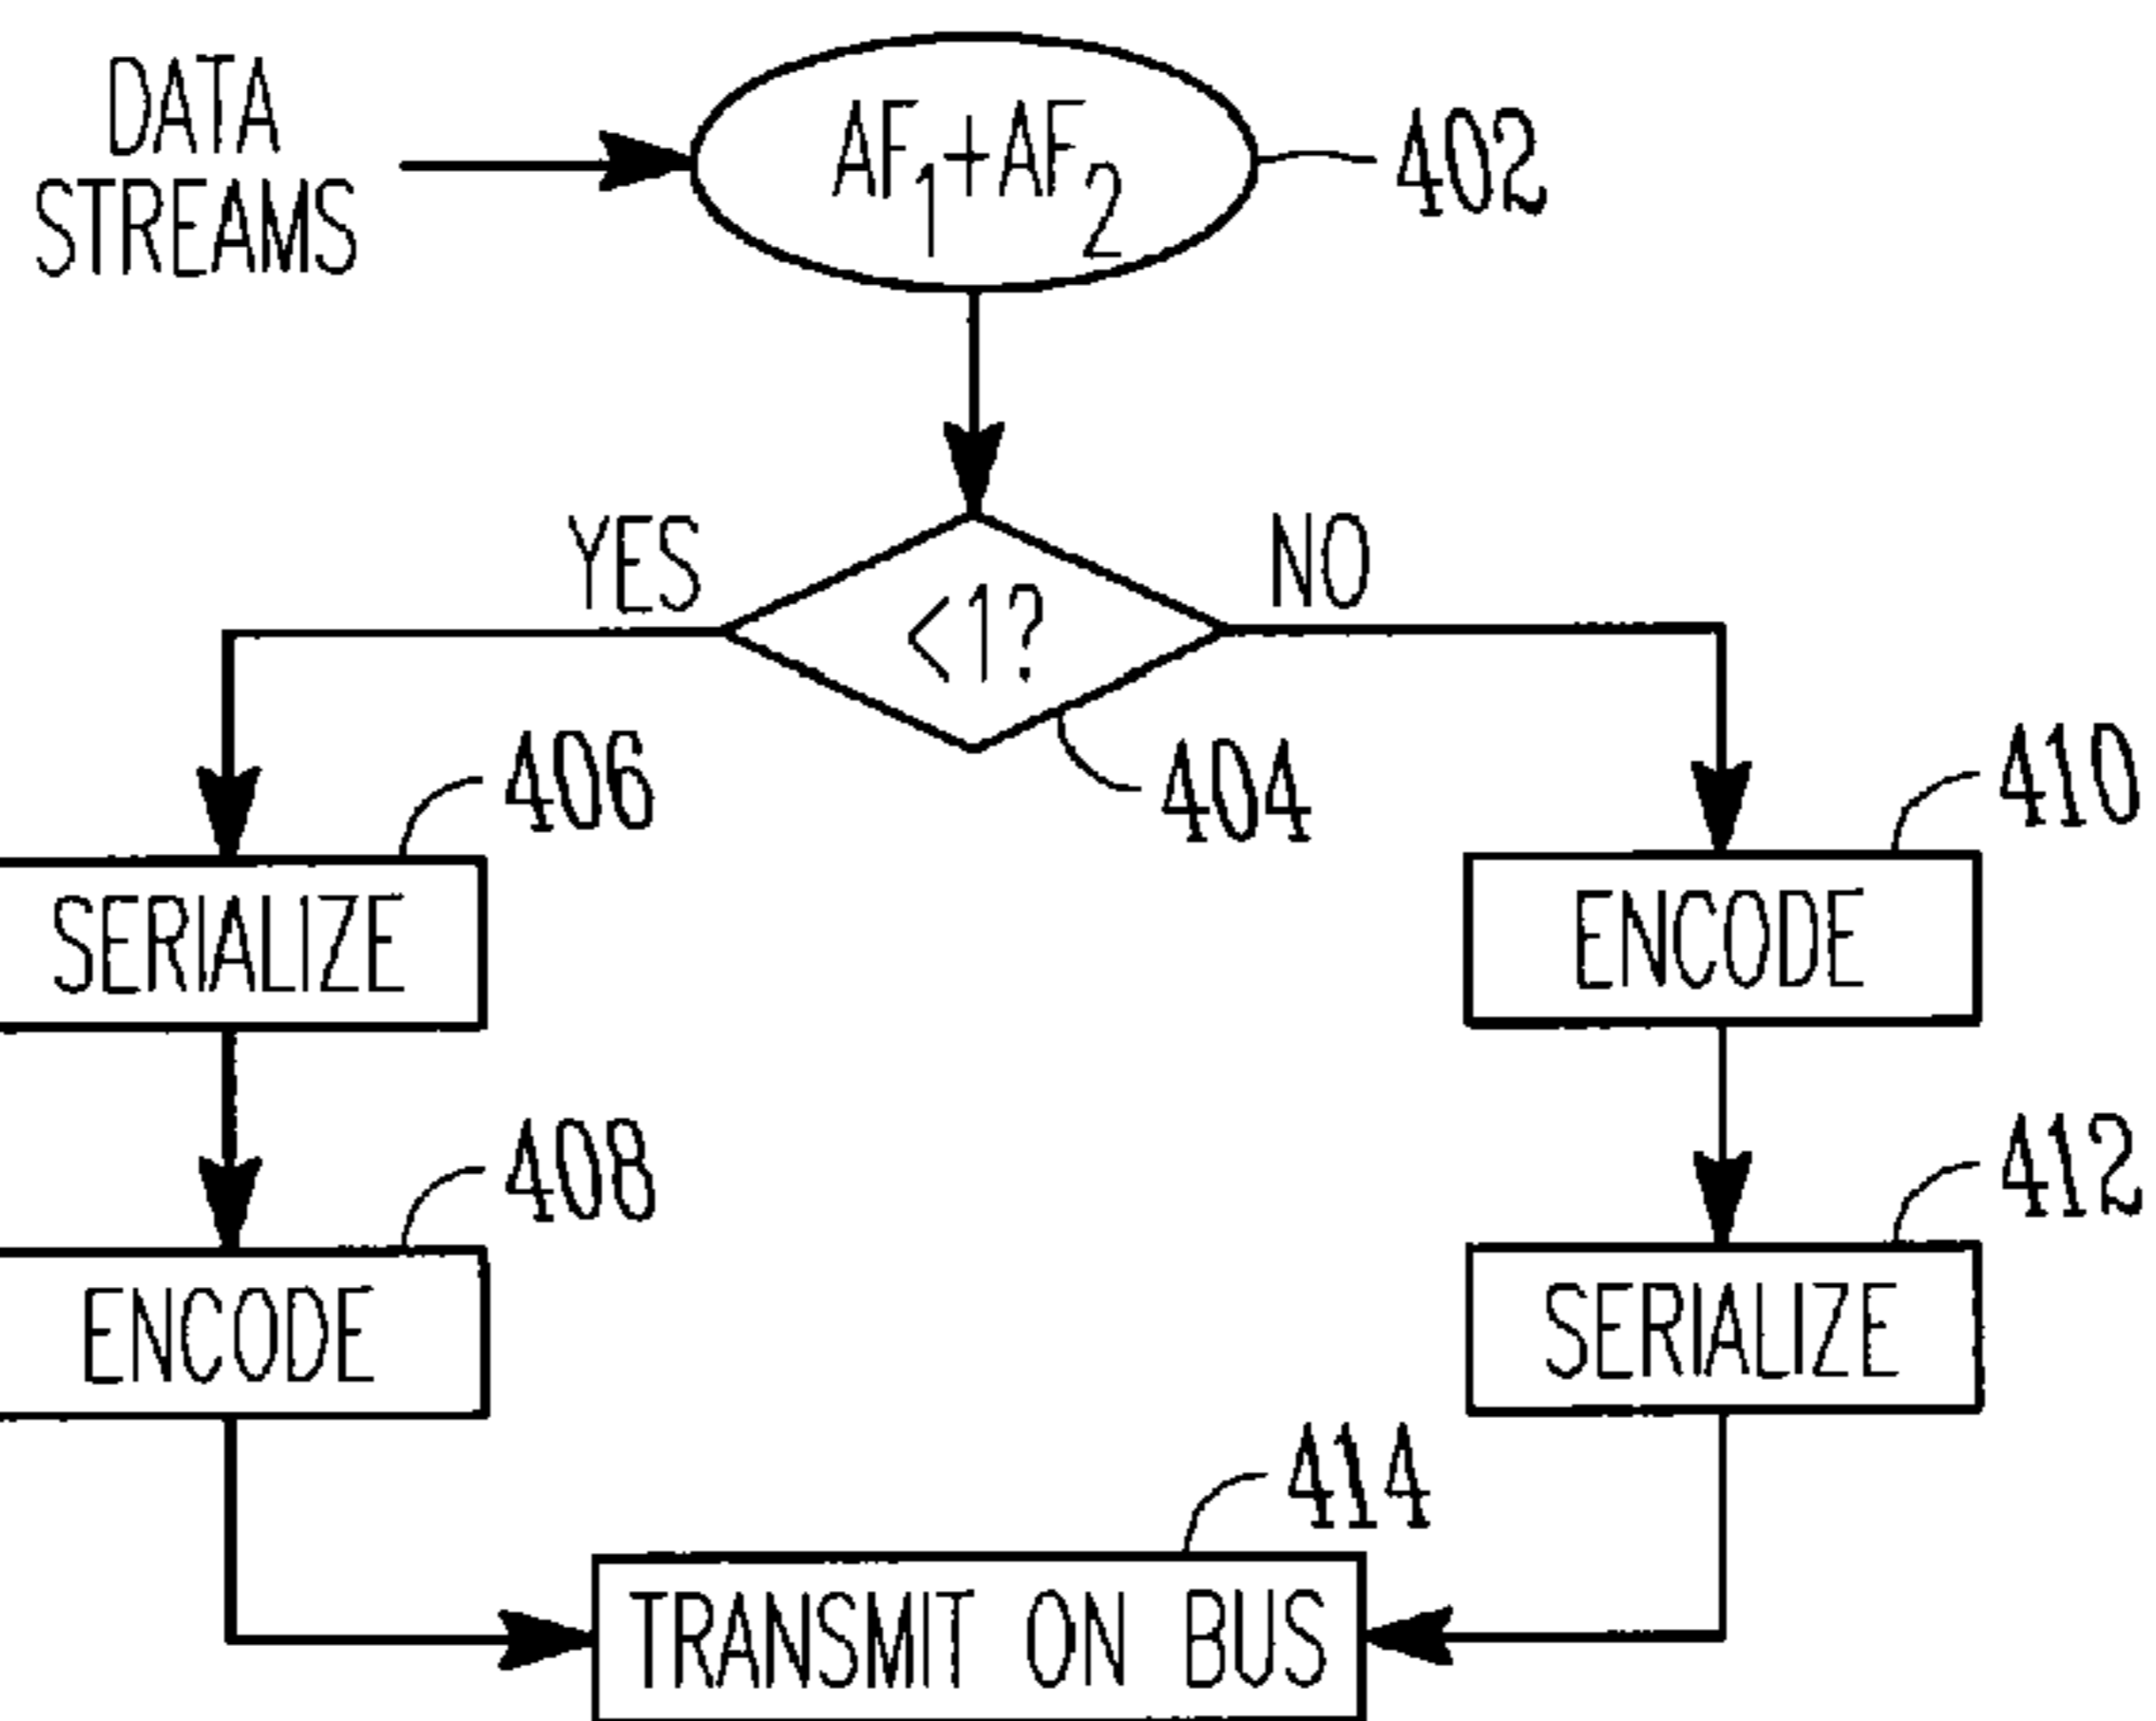 DATA
STREAMS
AF1+AF2
402
YES
NO
<1?
404
406
410
SERIALIZE
ENCODE
408
412
ENCODE
SERIALIZE
414
TRANSMIT ON BUS